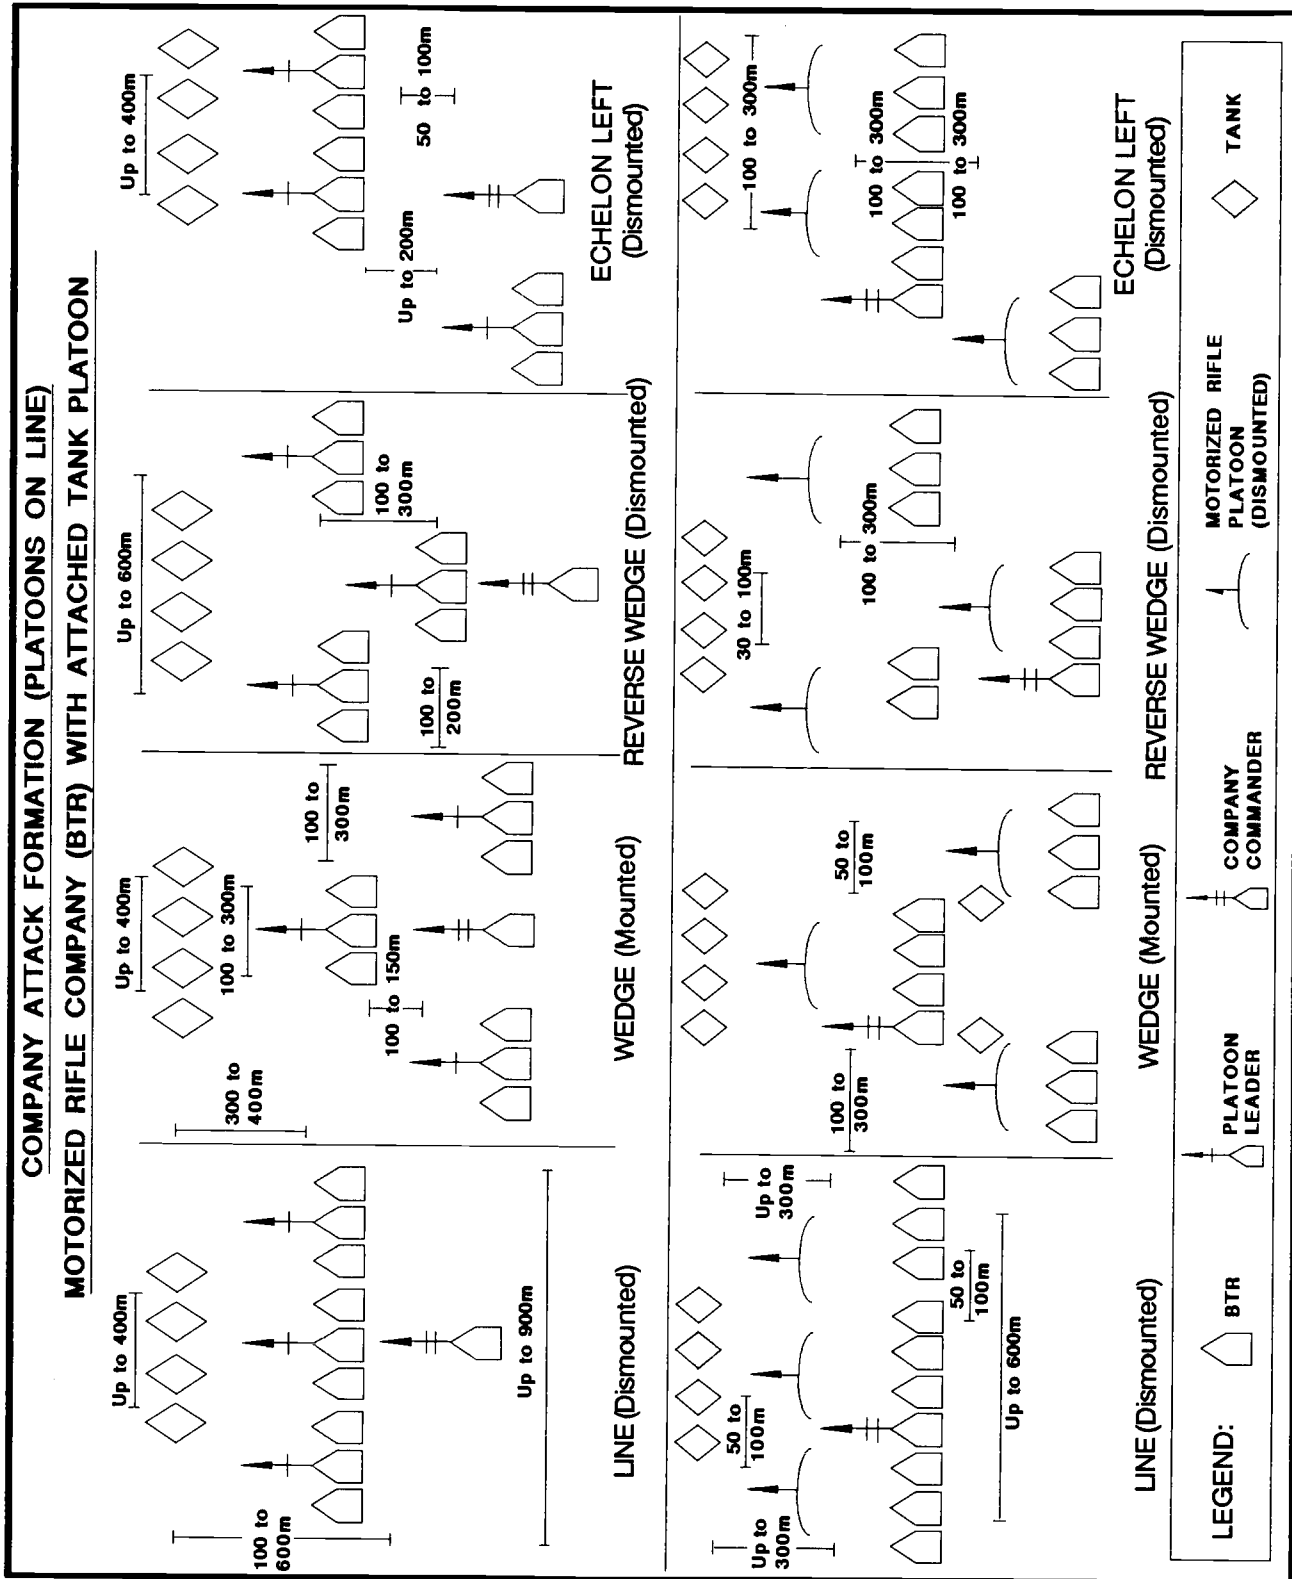 COMPANY ATTACK FORMATION (PLATOONS ON LINE)
MOTORIZED RIFLE COMPANY (BTR) WITH ATTACHED TANK PLATOON
100 to
600m
Up to 400m
Up to 900m
LINE (Dismounted)
300 to
400m
Up to 400m
100 to 300m
100 to 150m
100 to
300m
WEDGE (Mounted)
Up to 600m
100 to
200m
100 to
300m
REVERSE WEDGE (Dismounted)
Up to 400m
Up to 200m
50 to 100m
ECHELON LEFT
(Dismounted)
Up to
300m
50 to
100m
Up to
300m
50 to
100m
Up to 600m
LINE (Dismounted)
100 to
300m
50 to
100m
WEDGE (Mounted)
30 to 100m
100 to 300m
REVERSE WEDGE (Dismounted)
100 to 300m
100 to 300m
100 to 300m
ECHELON LEFT
(Dismounted)
LEGEND:
BTR
PLATOON
LEADER
COMPANY
COMMANDER
MOTORIZED RIFLE
PLATOON
(DISMOUNTED)
TANK